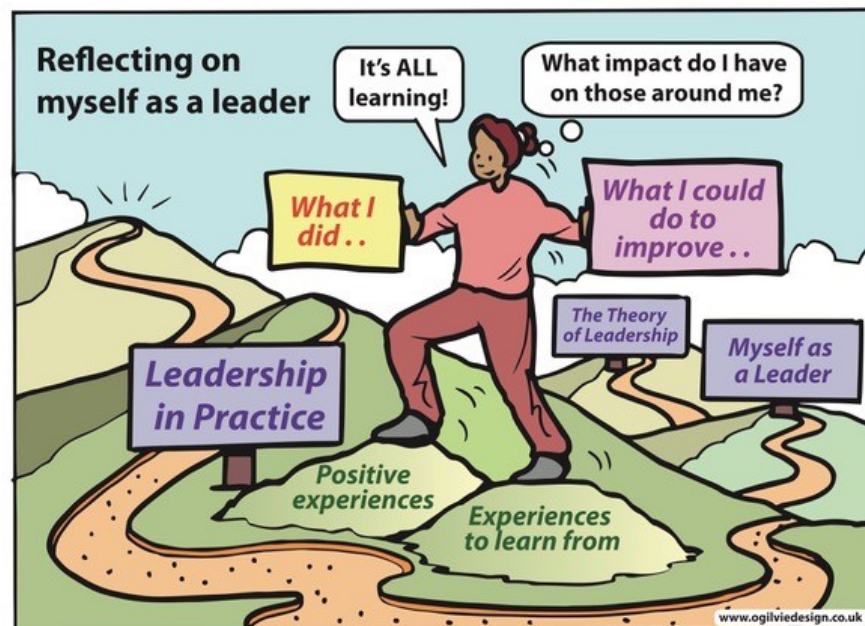 Reflecting on
myself as a leader
It's ALL
learning!
What impact do I have
on those around me?
What I
did . .
What I could
do to
improve . .
The Theory
of Leadership
Myself as
a Leader
Leadership
in Practice
Positive
experiences
Experiences
to learn from
www.ogilviedesign.co.uk